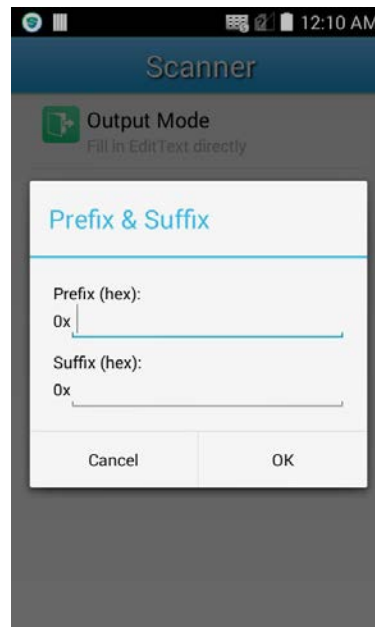 12:10 AM
Scanner
Output Mode
Fill in EditText directly
Prefix & Suffix
Prefix (hex):
0x
Suffix (hex):
0x
Cancel
OK